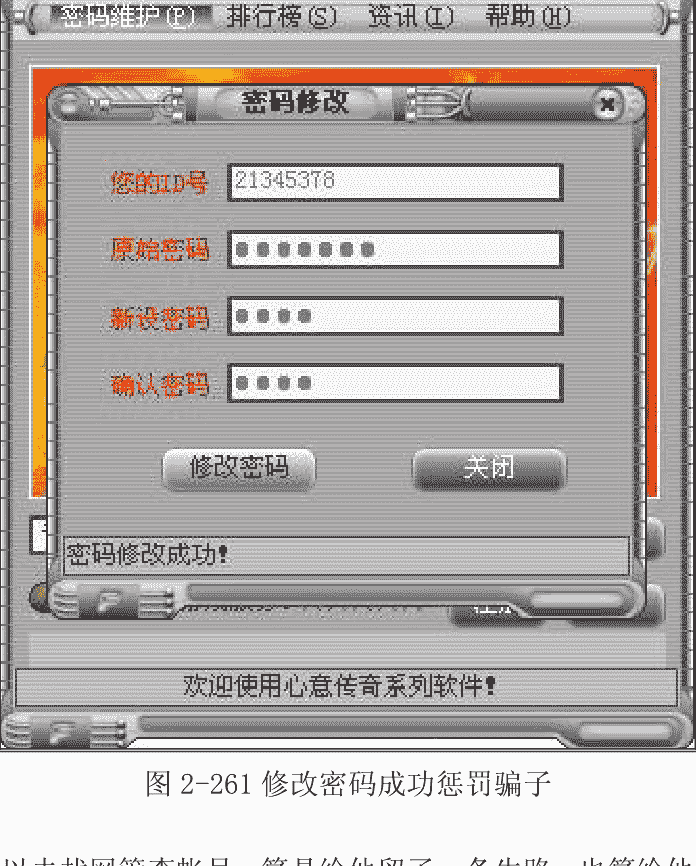 密码维护(P) 排行榜(S) 资讯(I) 帮助(H)
密码修改
您的ID号 21345378
原始密码
新设密码
确认密码
修改密码 关闭
密码修改成功!
欢迎使用心意传奇系列软件!
图 2-261 修改密码成功惩罚骗子